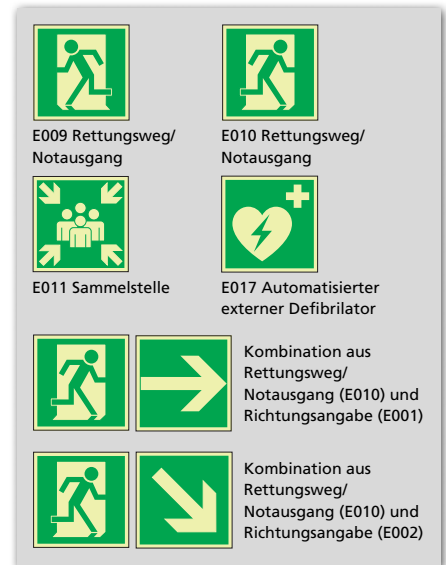 E009 Rettungsweg/
Notausgang
E010 Rettungsweg/
Notausgang
E011 Sammelstelle
E017 Automatisierter
externer Defibrilator
Kombination aus
Rettungsweg/
Notausgang (E010) und
Richtungsangabe (E001)
Kombination aus
Rettungsweg/
Notausgang (E010) und
Richtungsangabe (E002)